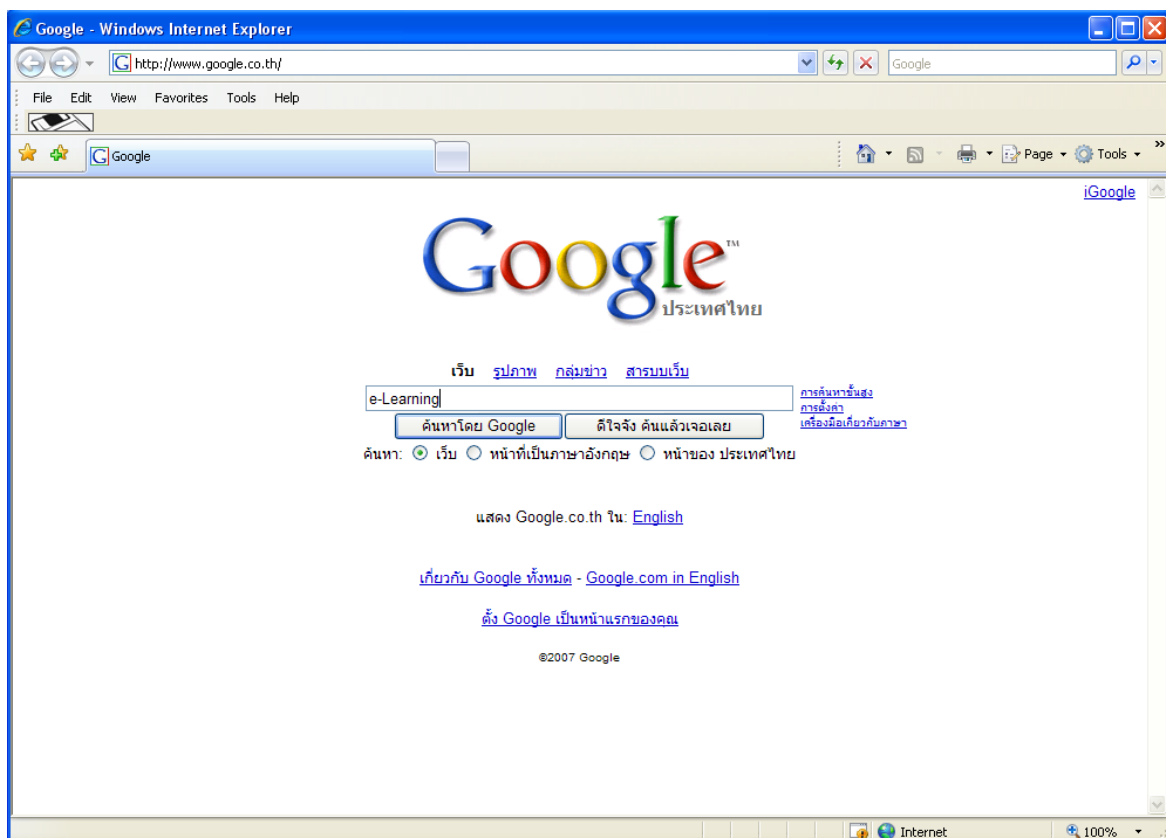 Google - Windows Internet Explorer
http://www.google.co.th/ Google
File Edit View Favorites Tools Help
Google Page Tools »
iGoogle
Google™
ประเทศไทย
เว็บ รูปภาพ กลุ่มข่าว สารบบเว็บ
e-Learning
การค้นหาขั้นสูง
การตั้งค่า
เครื่องมือเกี่ยวกับภาษา
ค้นหาโดย Google ดีใจจัง ค้นแล้วเจอเลย
ค้นหา: เว็บ หน้าที่เป็นภาษาอังกฤษ หน้าของ ประเทศไทย
แสดง Google.co.th ใน: English
เกี่ยวกับ Google ทั้งหมด - Google.com in English
ตั้ง Google เป็นหน้าแรกของคุณ
©2007 Google
Internet 100%